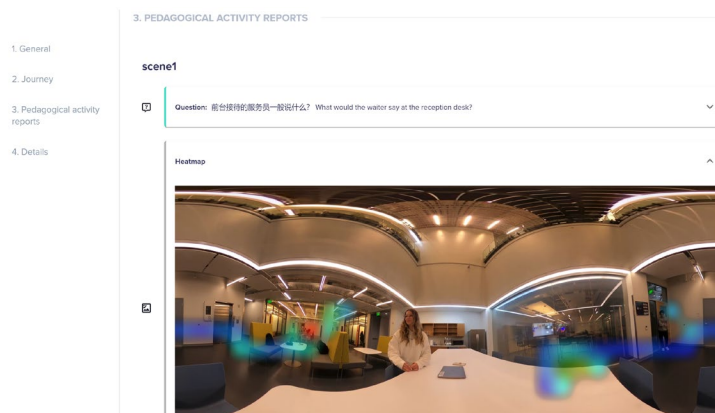 3. PEDAGOGICAL ACTIVITY REPORTS
1. General
2. Journey
3. Pedagogical activity
reports
4. Details
scene1
Question: 前台接待的服务员一般说什么? What would the waiter say at the reception desk?
Heatmap